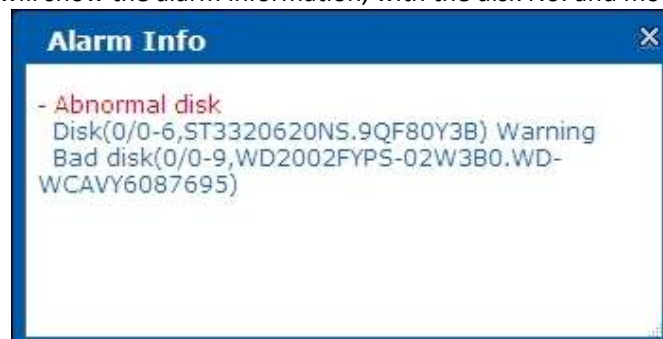 will show the alarm information, with the disk No. and mo
Alarm Info
- Abnormal disk
Disk(0/0-6,ST3320620NS.9QF80Y3B) Warning
Bad disk(0/0-9,WD2002FYPS-02W3B0.WD-
WCAVY6087695)